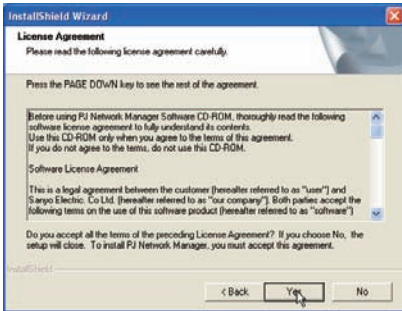 InstallShield Wizard
License Agreement
Please read the following license agreement carefully.
Press the PAGE DOWN key to see the rest of the agreement.
Before using PJ Network Manager Software CD-ROM, thoroughly read the following
software license agreement to fully understand its contents.
Use this CD-ROM only when you agree to the terms of this agreement.
If you do not agree to the terms, do not use this CD-ROM.
Software License Agreement
This is a legal agreement between the customer (hereafter referred to as "user") and
Sanyo Electric. Co Ltd. (hereafter referred to as "our company"). Both parties accept the
following terms on the use of this software product (hereafter referred to as "software")
Do you accept all the terms of the preceding License Agreement? If you choose No, the
setup will close. To install PJ Network Manager, you must accept this agreement.
InstallShield
< Back Yes No